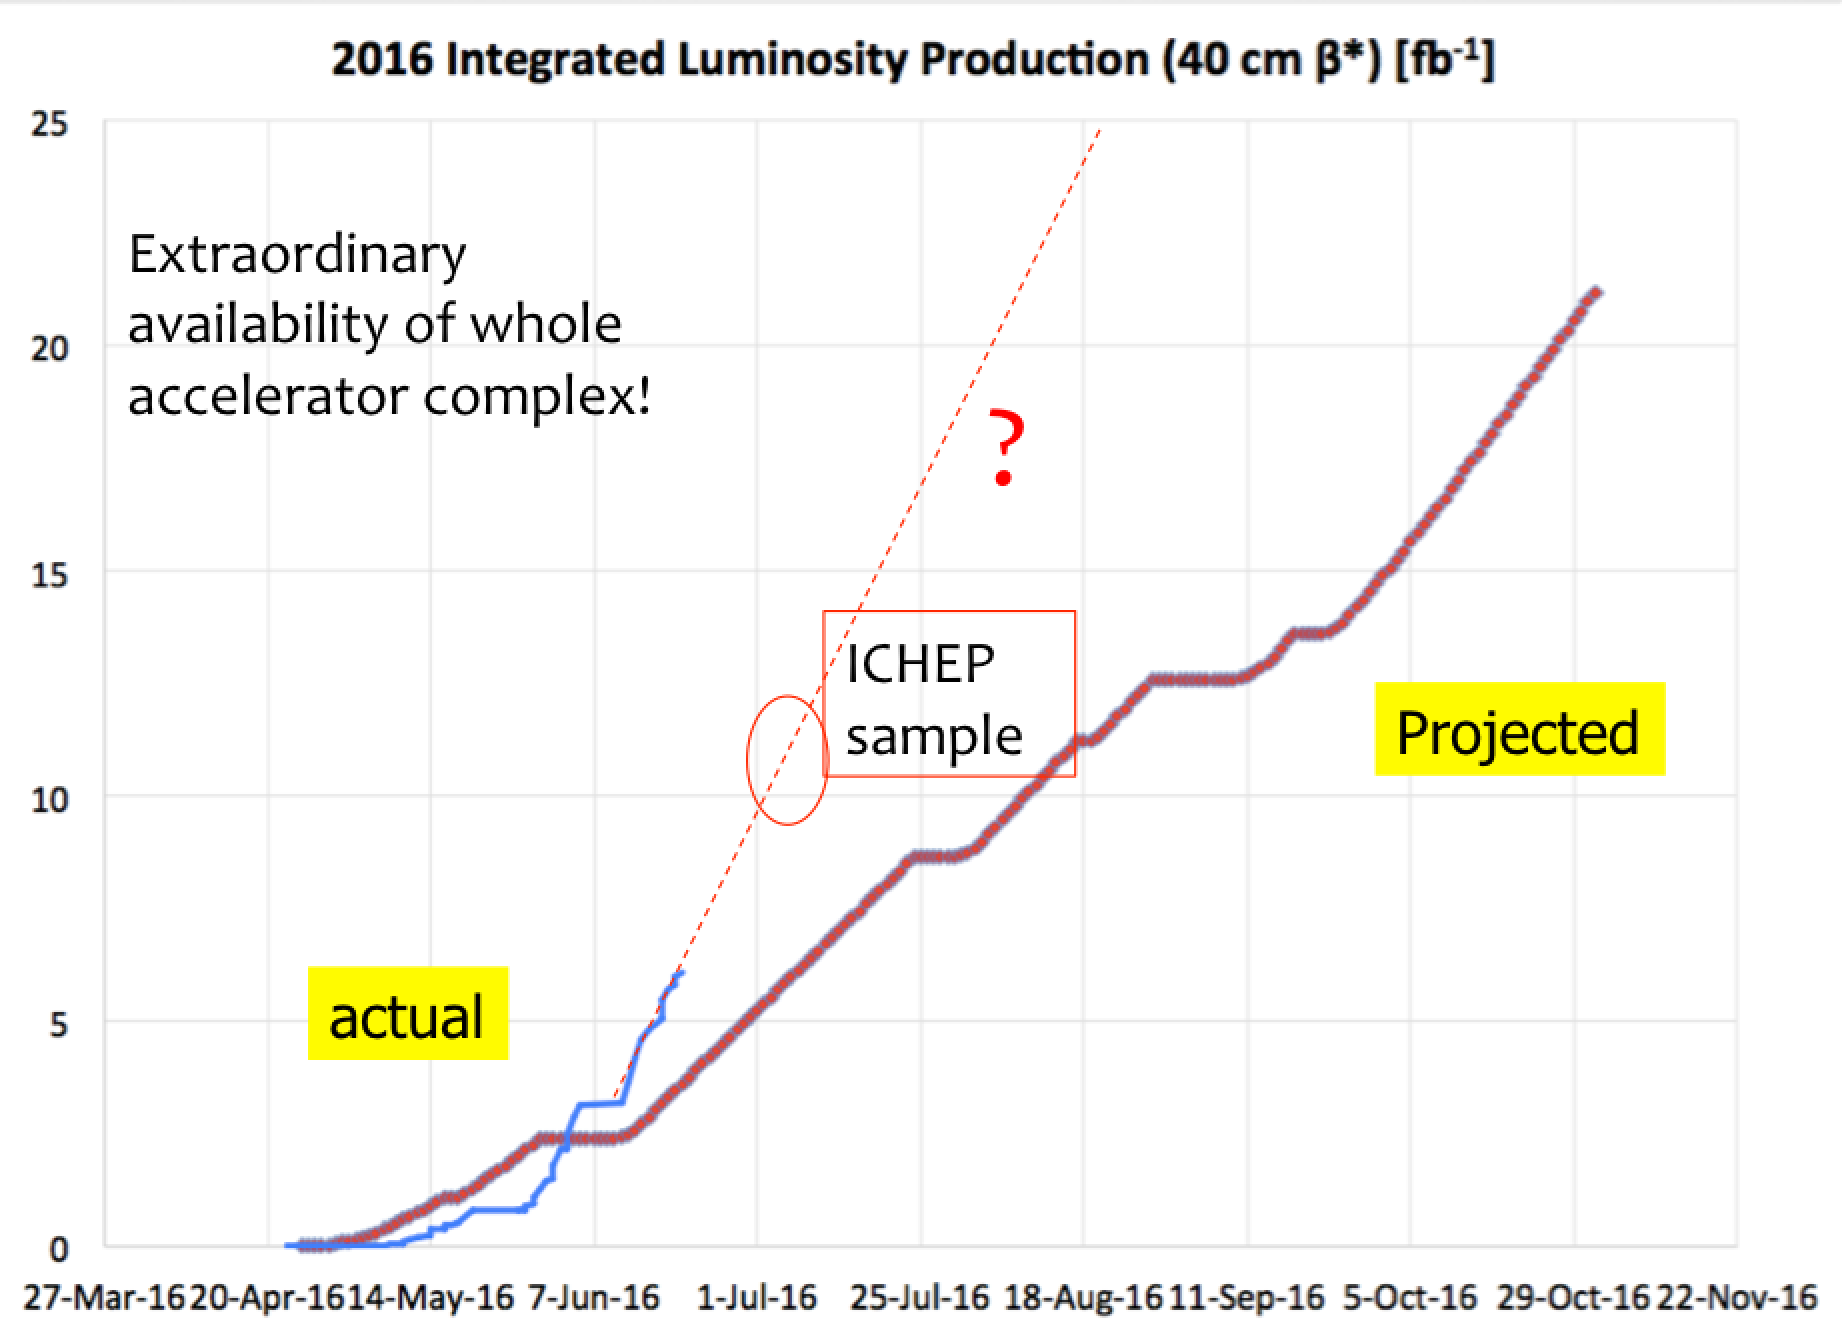 2016 Integrated Luminosity Production (40 cm β*) [fb⁻¹]
25
Extraordinary
availability of whole
accelerator complex!
20
?
15
ICHEP
sample
Projected
10
actual
5
0
27-Mar-16 20-Apr-16 14-May-16 7-Jun-16 1-Jul-16 25-Jul-16 18-Aug-16 11-Sep-16 5-Oct-16 29-Oct-16 22-Nov-16